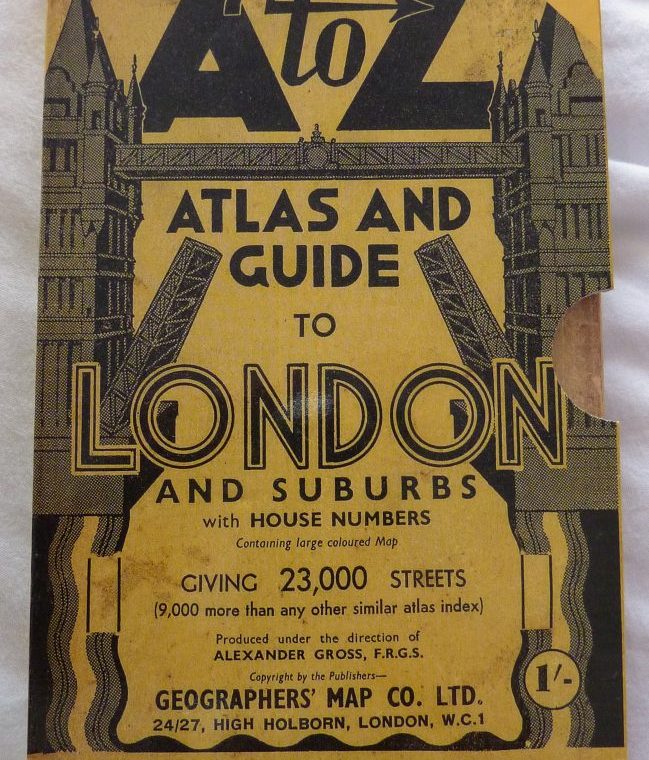 A to Z
ATLAS AND
GUIDE
TO
LONDON
AND SUBURBS
with HOUSE NUMBERS
Containing large coloured Map
GIVING 23,000 STREETS
(9,000 more than any other similar atlas index)
Produced under the direction of
ALEXANDER GROSS, F.R.G.S.
Copyright by the Publishers—
GEOGRAPHERS' MAP CO. LTD.
24/27, HIGH HOLBORN, LONDON, W.C.1
1/-